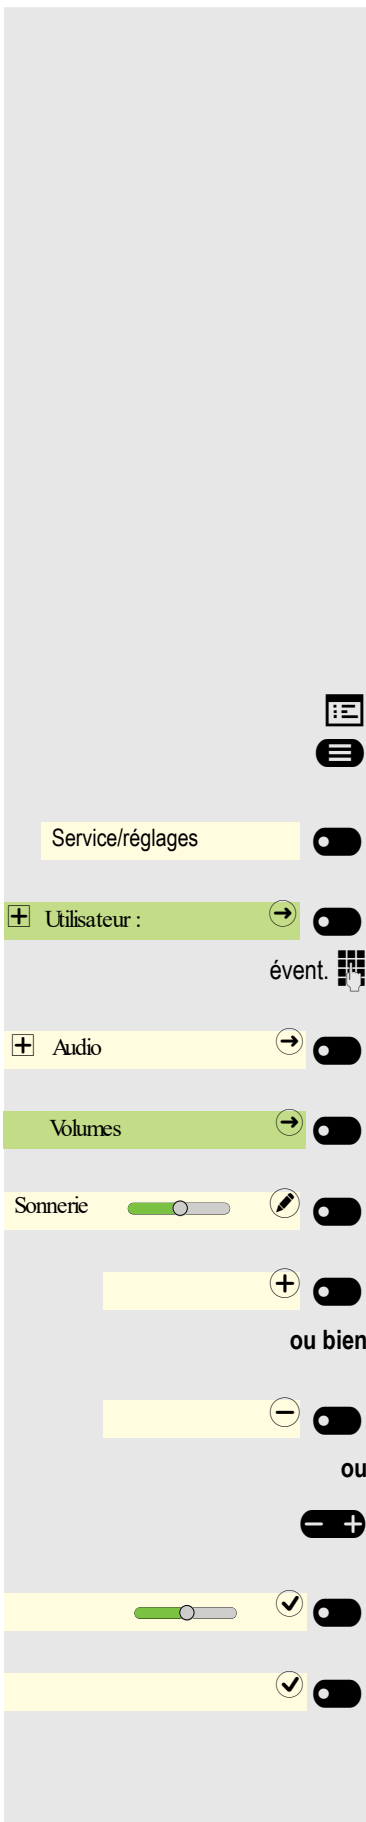 Service/réglages
Utilisateur :
évent.
Audio
Volumes
Sonnerie
ou bien
ou